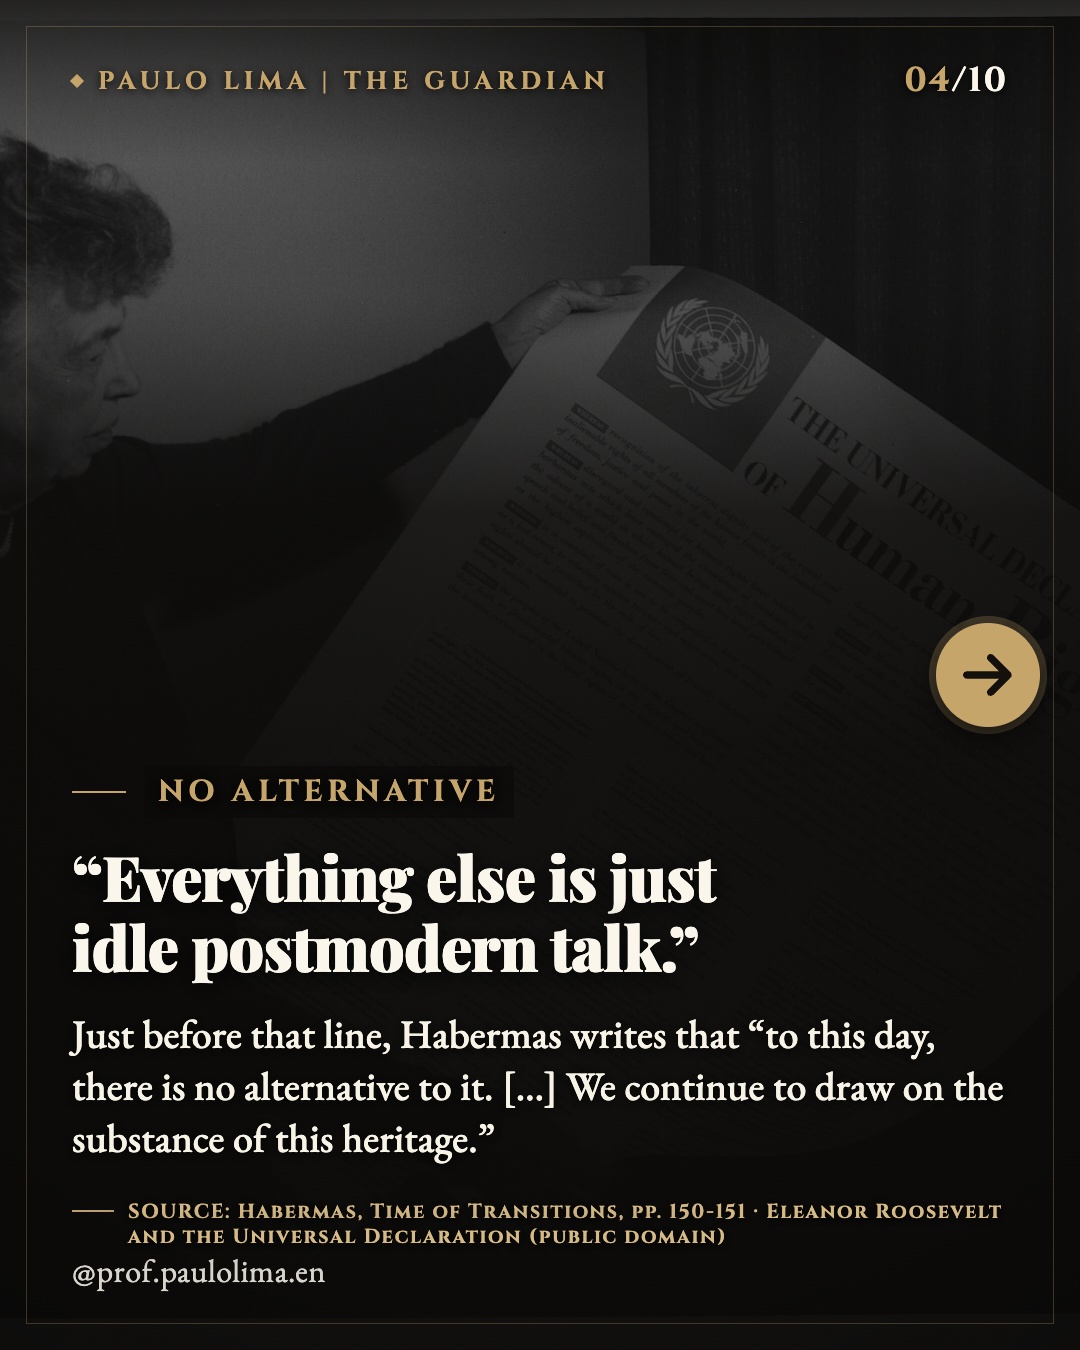 ◆ PAULO LIMA | THE GUARDIAN
04/10
THE UNIVERSAL DECL
OF Human
NO ALTERNATIVE
“Everything else is just
idle postmodern talk.”
Just before that line, Habermas writes that “to this day,
there is no alternative to it. [...] We continue to draw on the
substance of this heritage.”
SOURCE: Habermas, Time of Transitions, pp. 150-151 · Eleanor Roosevelt
and the Universal Declaration (public domain)
@prof.paulolima.en